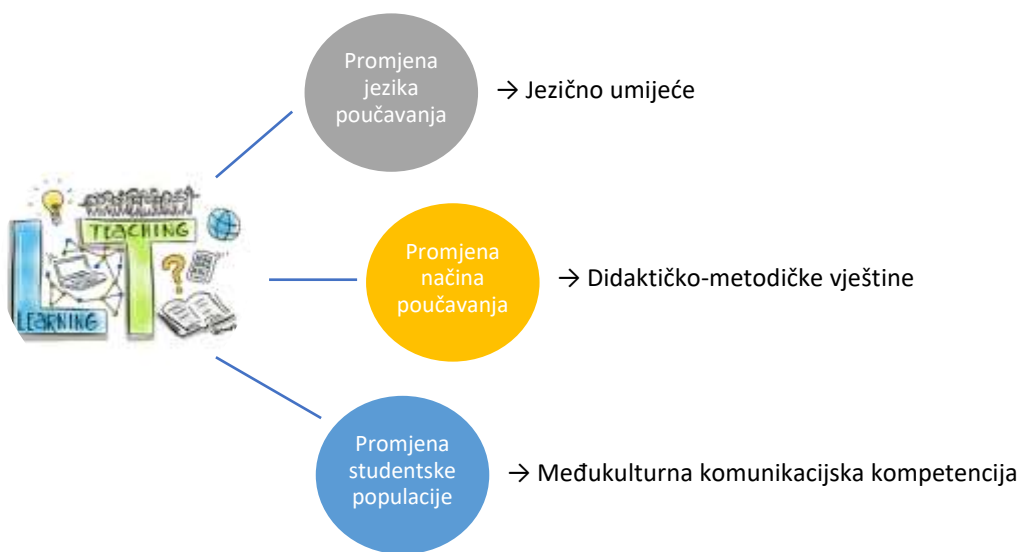 Promjena
jezika
poučavanja
→ Jezično umijeće
TEACHING
LEARNING
Promjena
načina
poučavanja
→ Didaktičko-metodičke vještine
Promjena
studentske
populacije
→ Međukulturna komunikacijska kompetencija